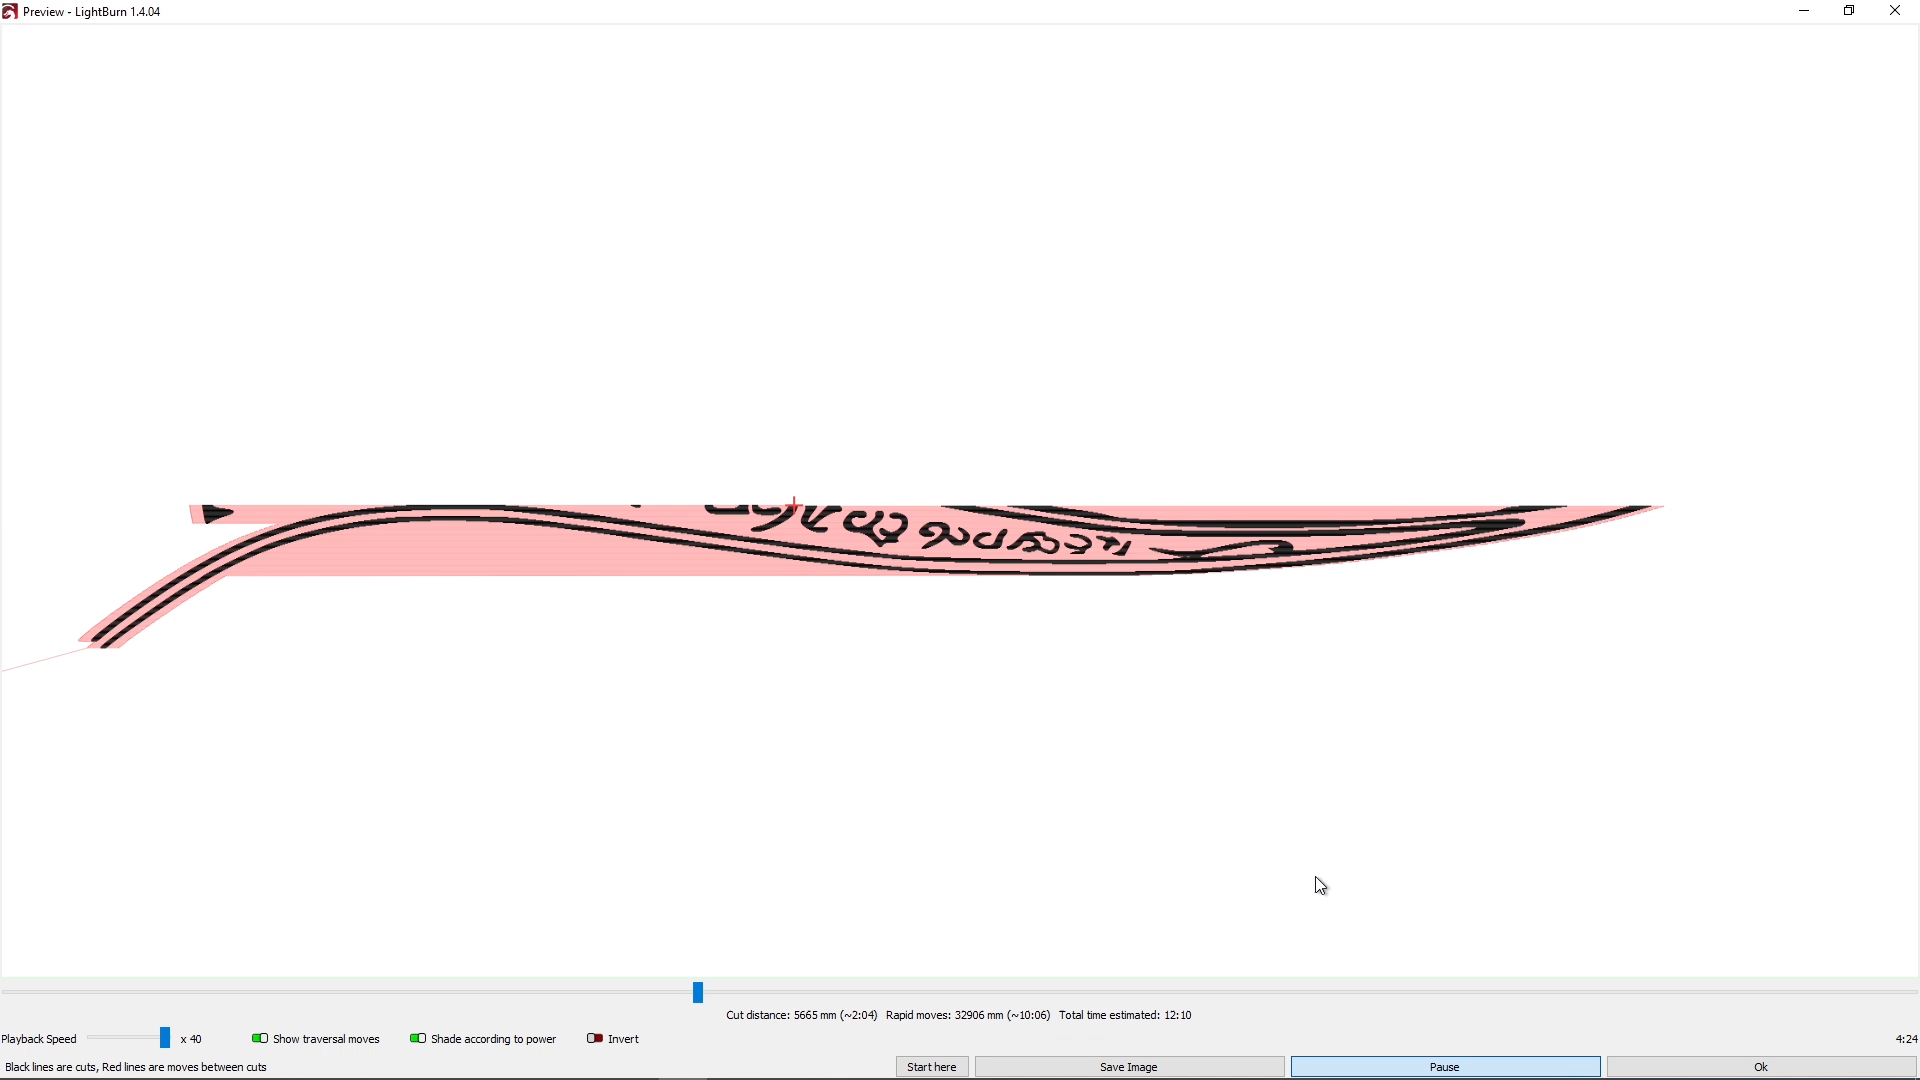 Preview - LightBurn 1.4.04
Cut distance: 5665 mm (~2:04) Rapid moves: 32906 mm (~10:06) Total time estimated: 12:10
Playback Speed x 40 Show traversal moves Shade according to power Invert 4:24
Black lines are cuts, Red lines are moves between cuts Start here Save Image Pause Ok